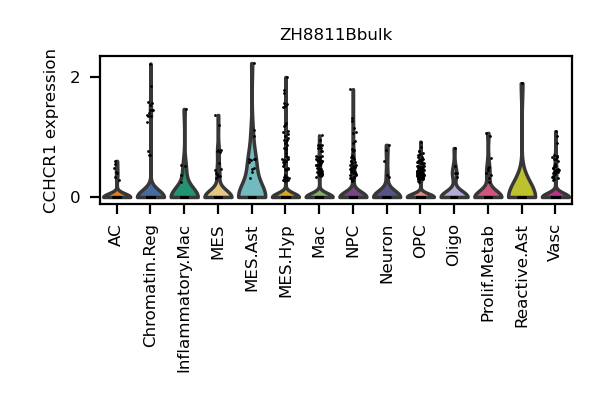 ZH8811Bbulk
CCHCR1 expression
2
0
AC
Chromatin.Reg
Inflammatory.Mac
MES
MES.Ast
MES.Hyp
Mac
NPC
Neuron
OPC
Oligo
Prolif.Metab
Reactive.Ast
Vasc